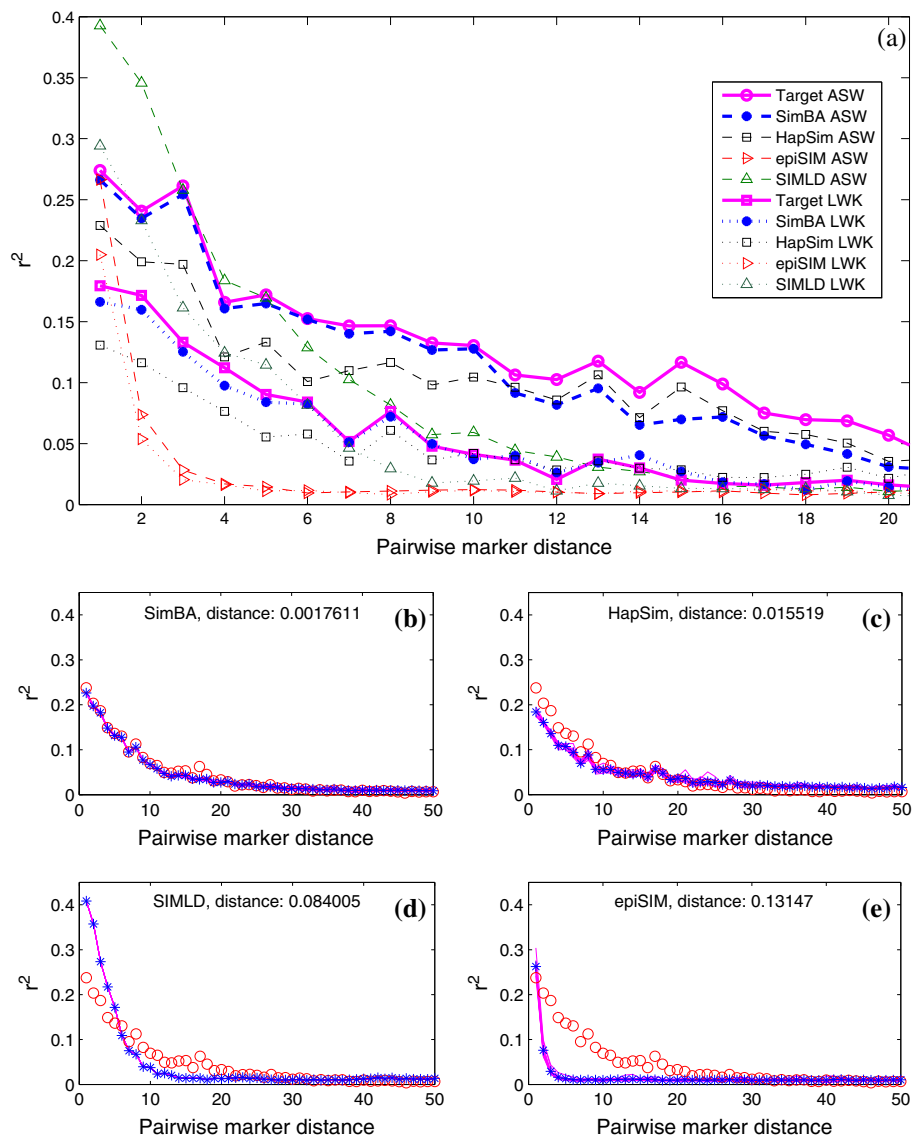 (a)
0.4
0.35
0.3
0.25
0.2
0.15
0.1
0.05
0
r²
2 4 6 8 10 12 14 16 18 20
Pairwise marker distance
Target ASW
SimBA ASW
HapSim ASW
epiSIM ASW
SIMLD ASW
Target LWK
SimBA LWK
HapSim LWK
epiSIM LWK
SIMLD LWK
SimBA, distance: 0.0017611
(b)
0.4
0.3
0.2
0.1
0
r²
0 10 20 30 40 50
Pairwise marker distance
HapSim, distance: 0.015519
(c)
0.4
0.3
0.2
0.1
0
r²
0 10 20 30 40 50
Pairwise marker distance
SIMLD, distance: 0.084005
(d)
0.4
0.3
0.2
0.1
0
r²
0 10 20 30 40 50
Pairwise marker distance
epiSIM, distance: 0.13147
(e)
0.4
0.3
0.2
0.1
0
r²
0 10 20 30 40 50
Pairwise marker distance